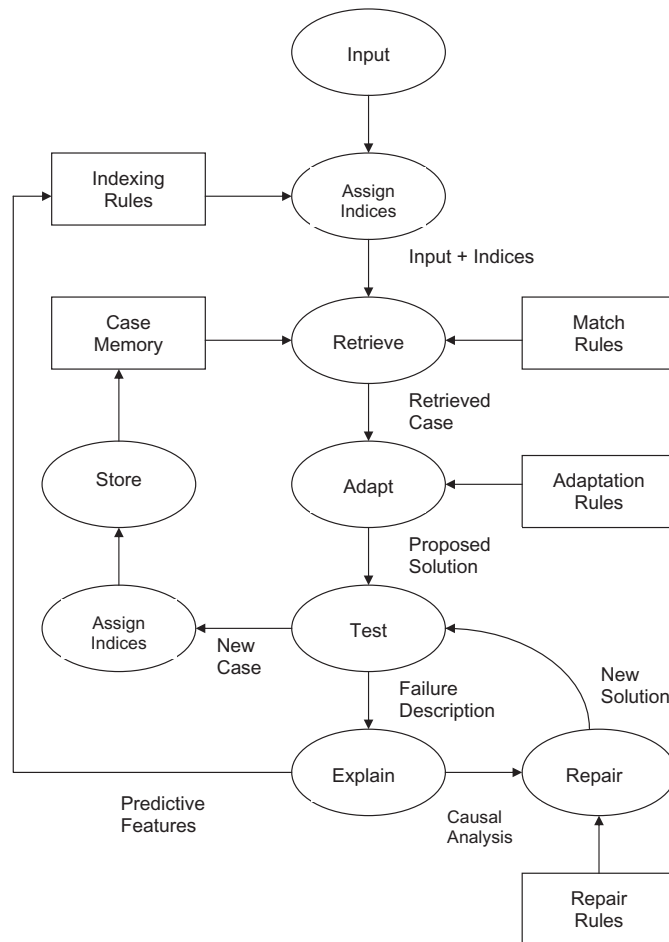 Input
Indexing
Rules
Assign
Indices
Input + Indices
Case
Memory
Retrieve
Match
Rules
Retrieved
Case
Store
Adapt
Adaptation
Rules
Proposed
Solution
Assign
Indices
New
Case
Test
New
Solution
Failure
Description
Explain
Repair
Predictive
Features
Causal
Analysis
Repair
Rules